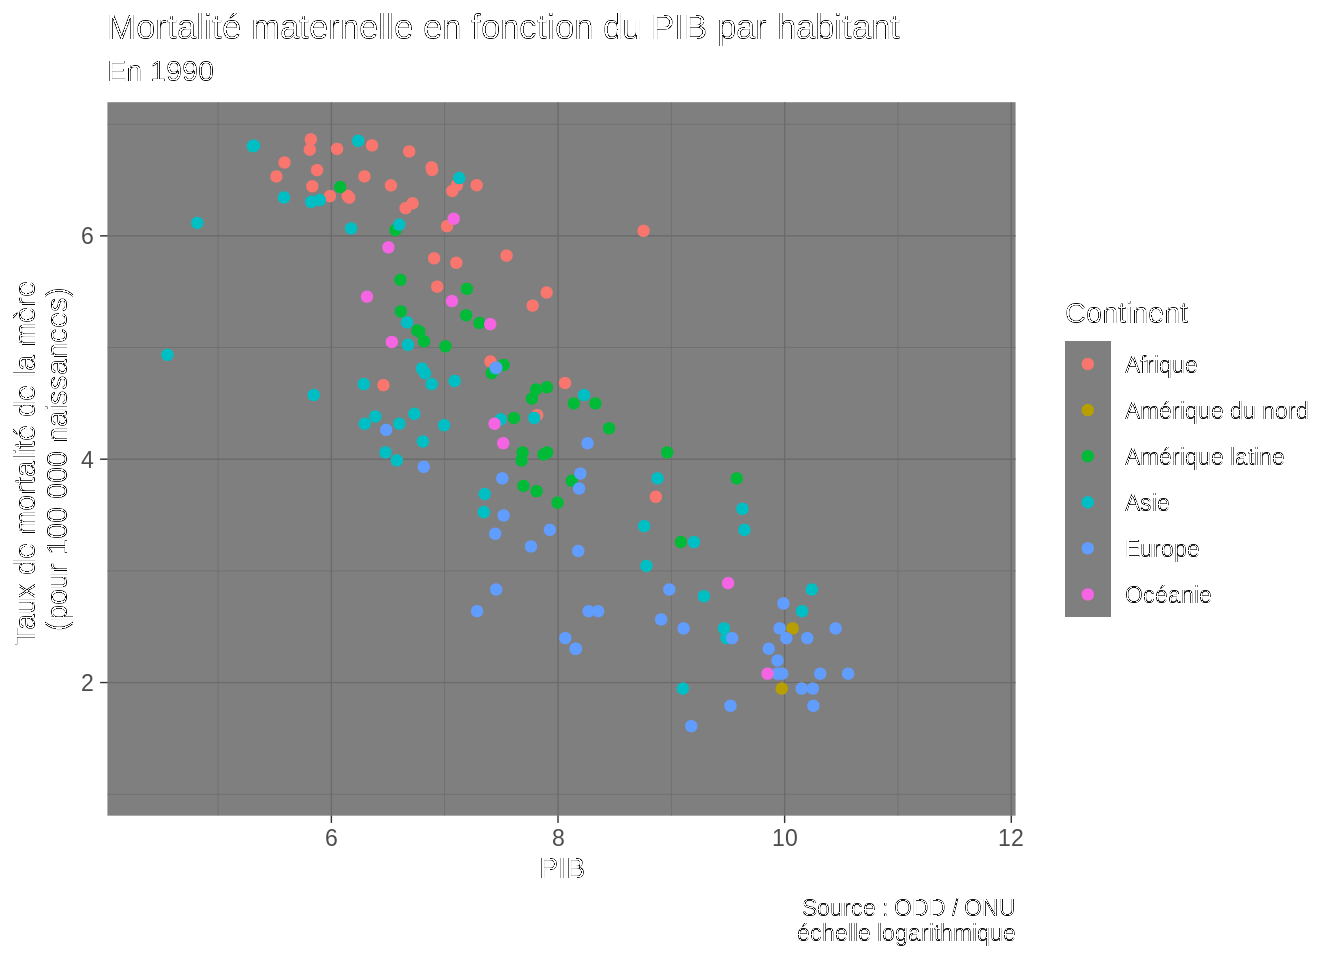 Mortalité maternelle en fonction du PIB par habitant
En 1990
Taux de mortalité de la mère
(pour 100 000 naissances)
6
4
2
6
8
10
12
PIB
Continent
Afrique
Amérique du nord
Amérique latine
Asie
Europe
Océanie
Source : ODD / ONU
échelle logarithmique